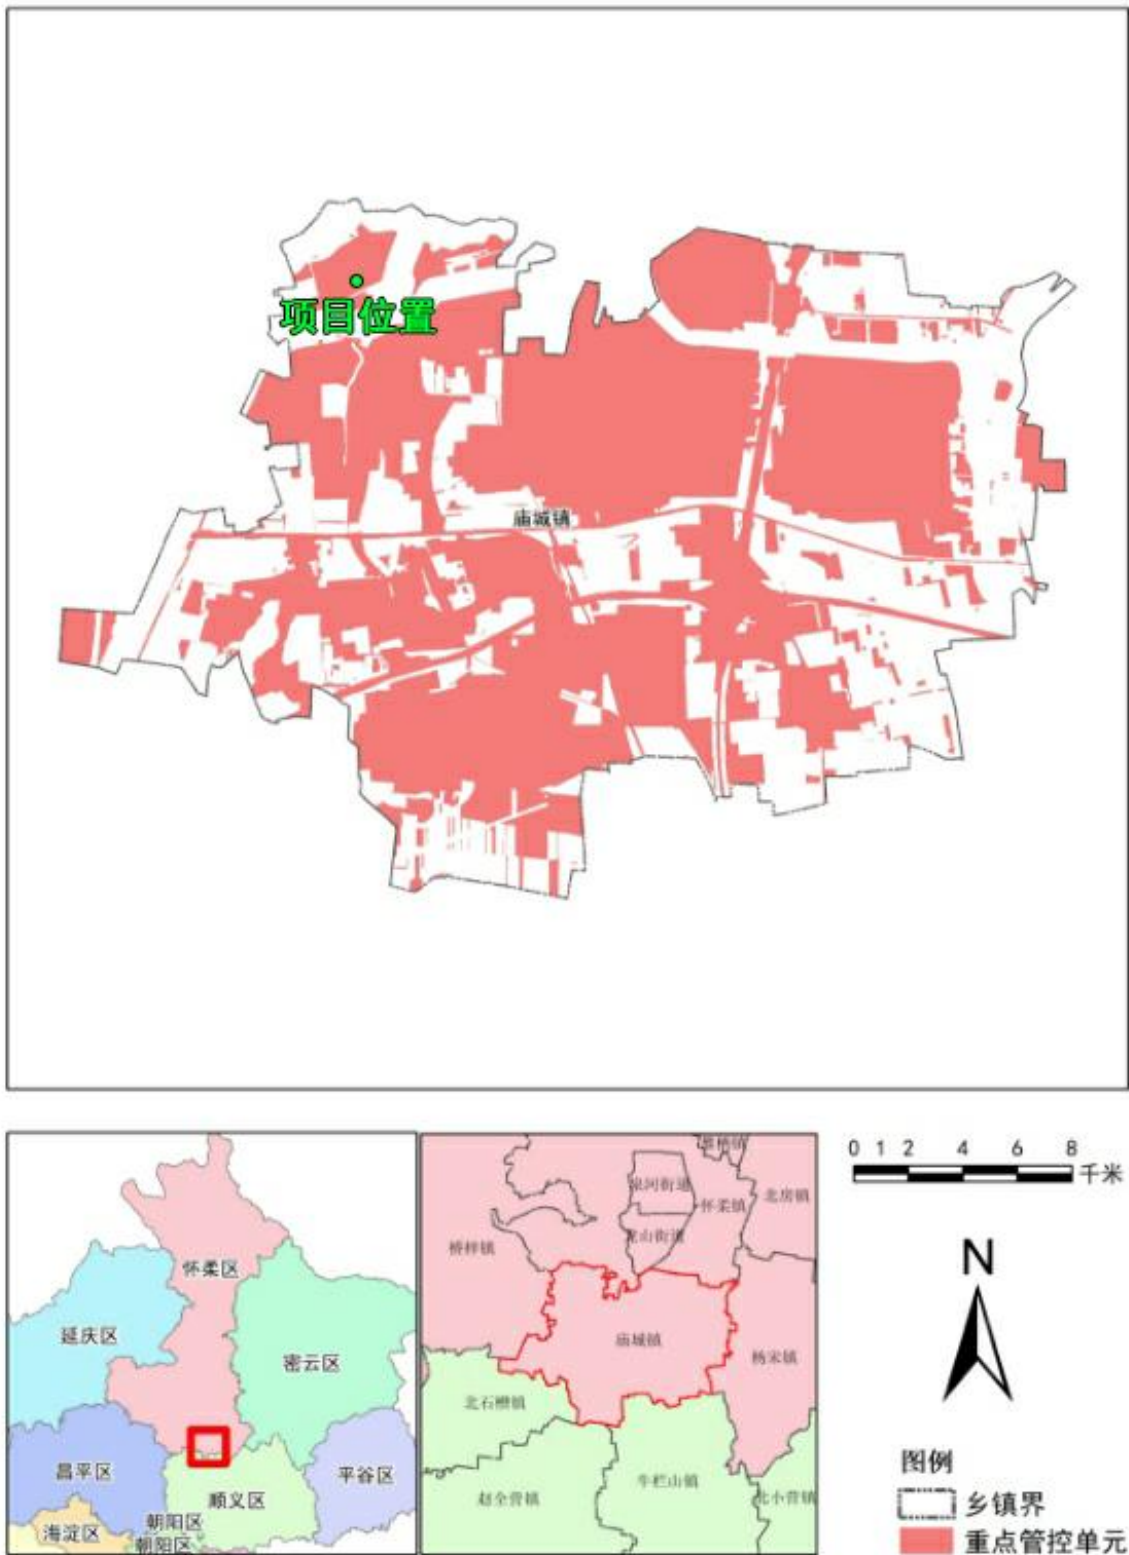 项目位置
庙城镇
怀柔区
延庆区
密云区
昌平区
平谷区
顺义区
海淀区
朝阳区
朝阳区
雁栖镇
泉河街道
怀柔镇
北房镇
龙山街道
桥梓镇
庙城镇
杨宋镇
北石槽镇
牛栏山镇
赵全营镇
北小营镇
0 1 2 4 6 8
千米
N
图例
乡镇界
重点管控单元